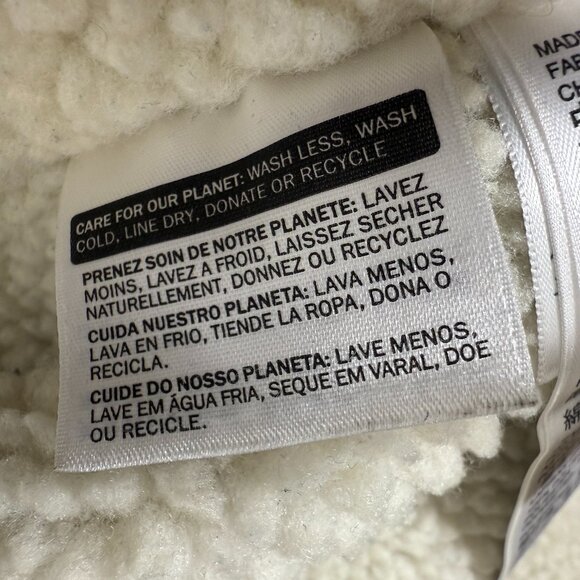 CARE FOR OUR PLANET: WASH LESS, WASH
COLD, LINE DRY, DONATE OR RECYCLE
PRENEZ SOIN DE NOTRE PLANETE: LAVEZ
MOINS, LAVEZ A FROID, LAISSEZ SECHER
NATURELLEMENT, DONNEZ OU RECYCLEZ
CUIDA NUESTRO PLANETA: LAVA MENOS,
LAVA EN FRIO, TIENDE LA ROPA, DONA O
RECICLA.
CUIDE DO NOSSO PLANETA: LAVE MENOS,
LAVE EM ÁGUA FRIA, SEQUE EM VARAL, DOE
OU RECICLE.
MADE
FAB
CH